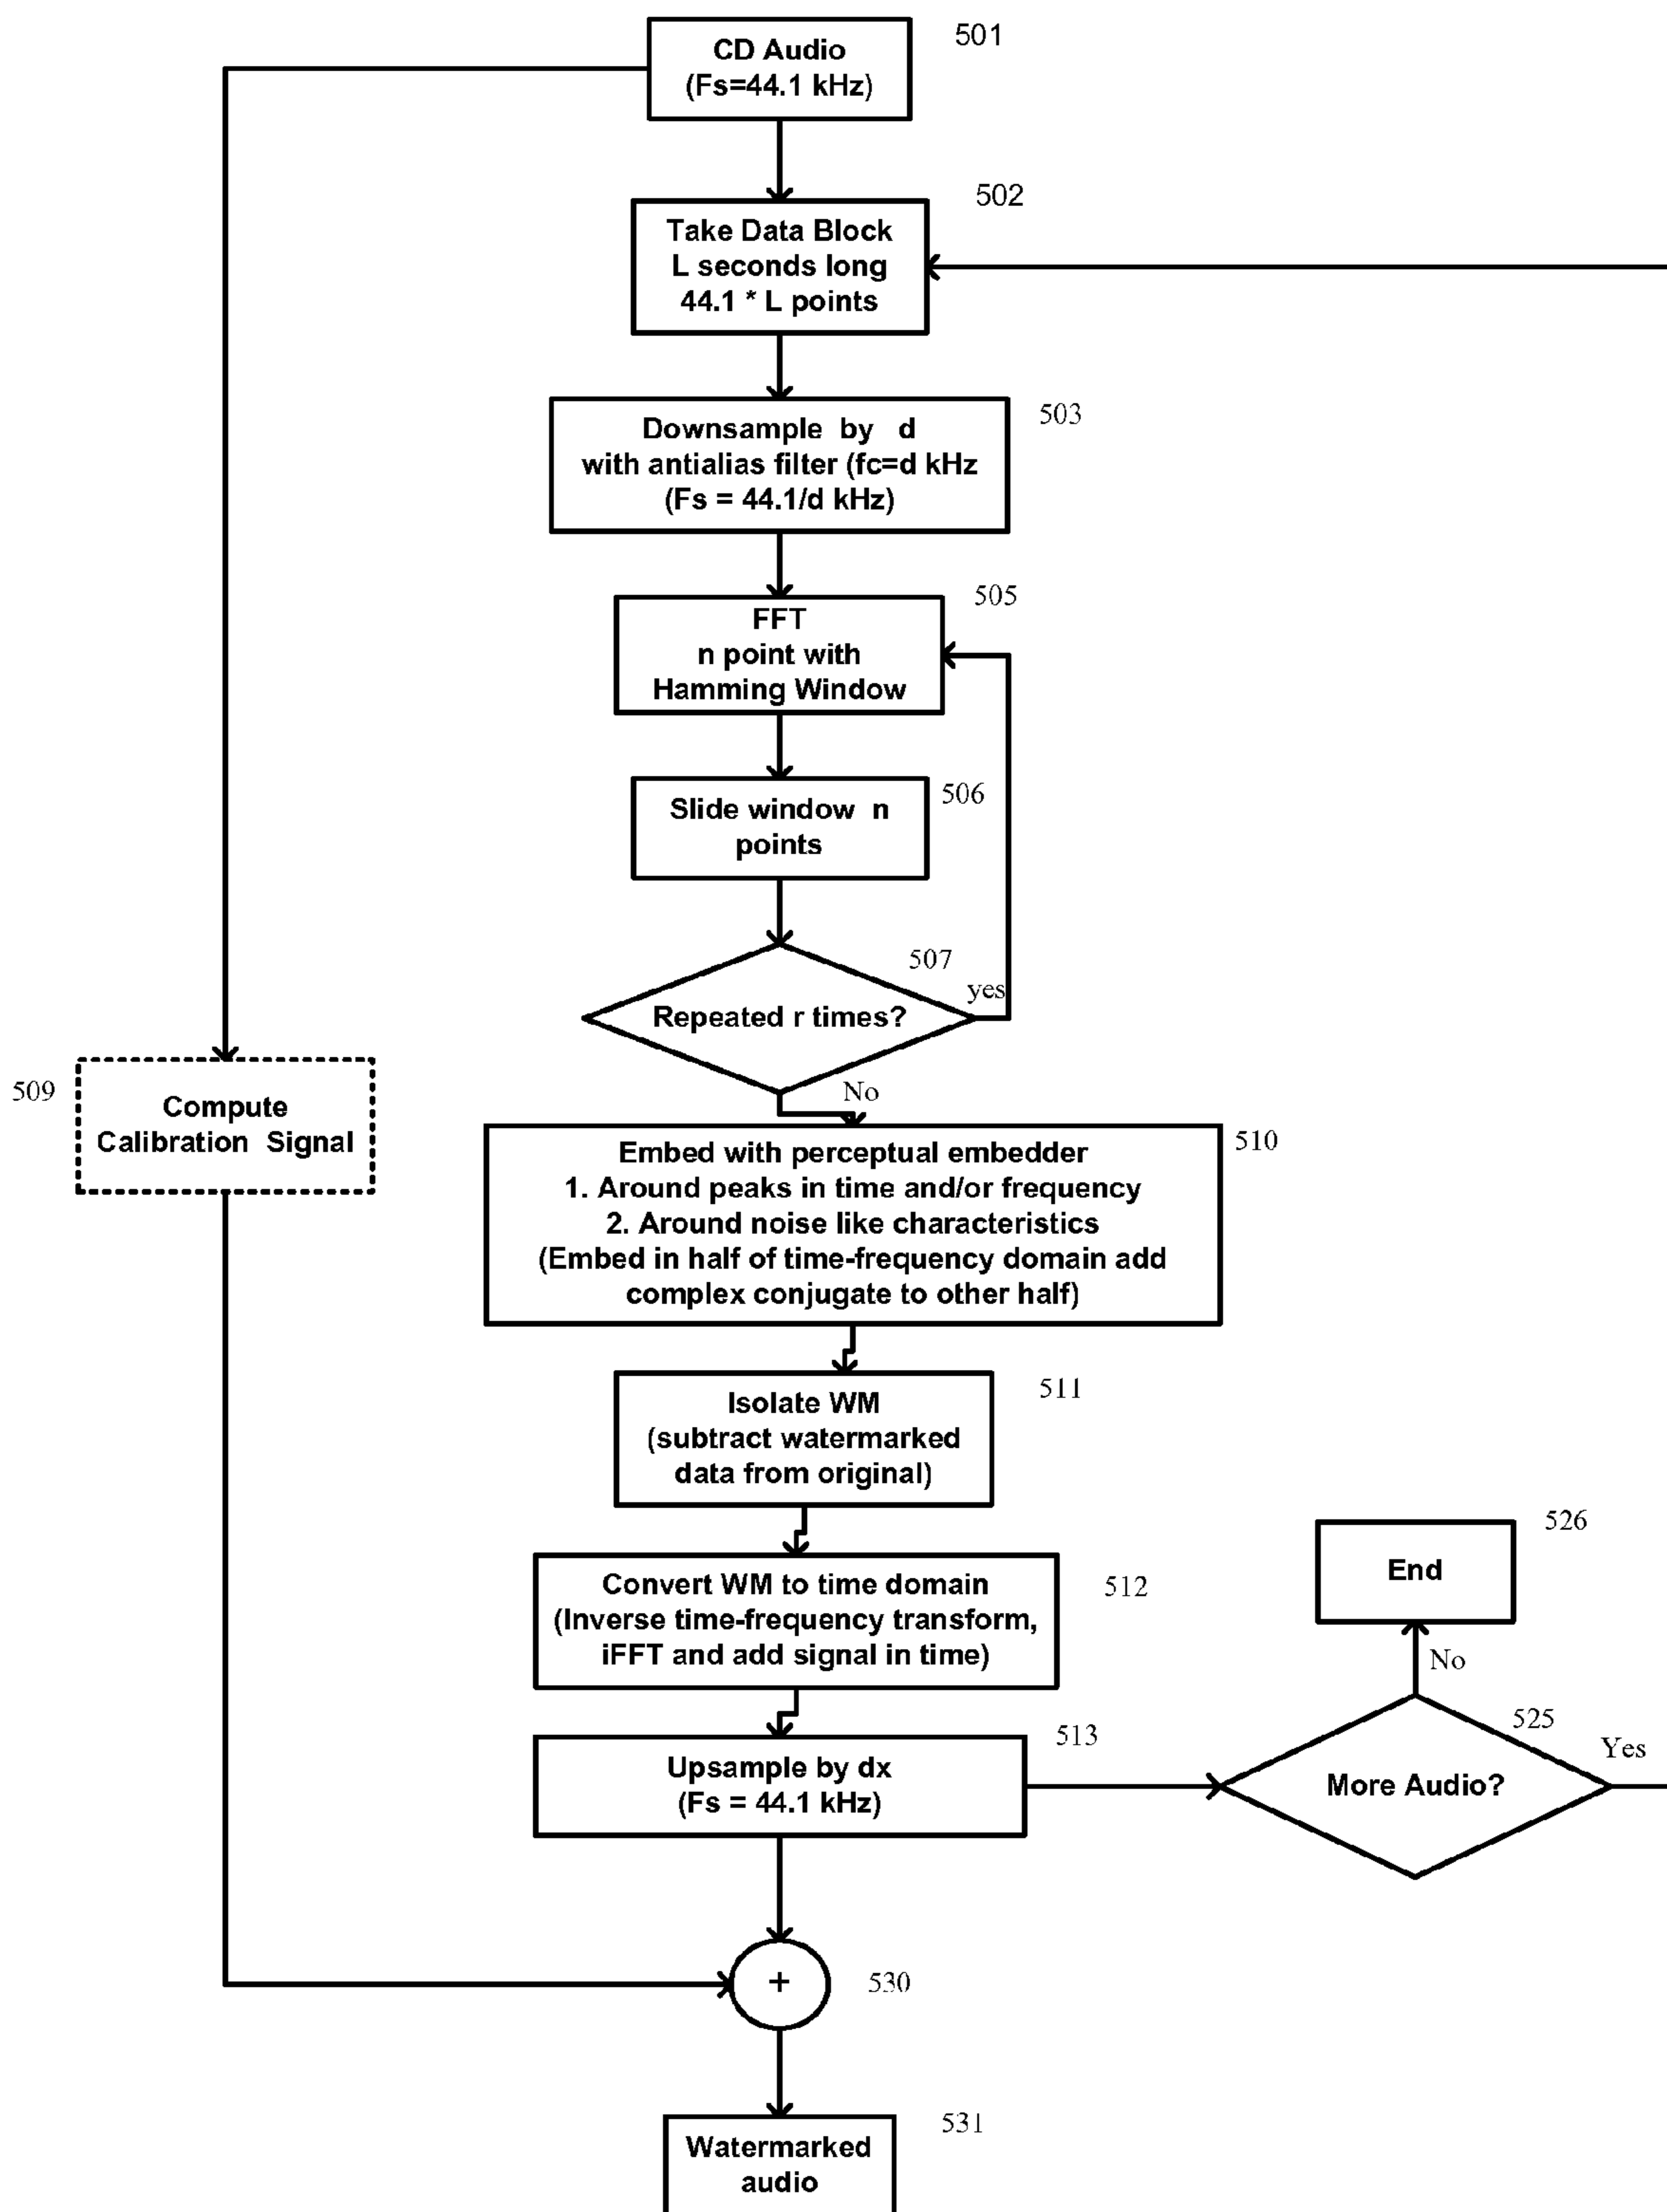 CD Audio
(Fs=44.1 kHz)
501
Take Data Block
L seconds long
44.1 * L points
502
Downsample by d
with antialias filter (fc=d kHz
(Fs = 44.1/d kHz)
503
FFT
n point with
Hamming Window
505
Slide window n
points
506
Repeated r times?
507
yes
No
509
Compute
Calibration Signal
Embed with perceptual embedder
1. Around peaks in time and/or frequency
2. Around noise like characteristics
(Embed in half of time-frequency domain add
complex conjugate to other half)
510
Isolate WM
(subtract watermarked
data from original)
511
Convert WM to time domain
(Inverse time-frequency transform,
iFFT and add signal in time)
512
End
526
No
Upsample by dx
(Fs = 44.1 kHz)
513
More Audio?
525
Yes
+
530
Watermarked
audio
531